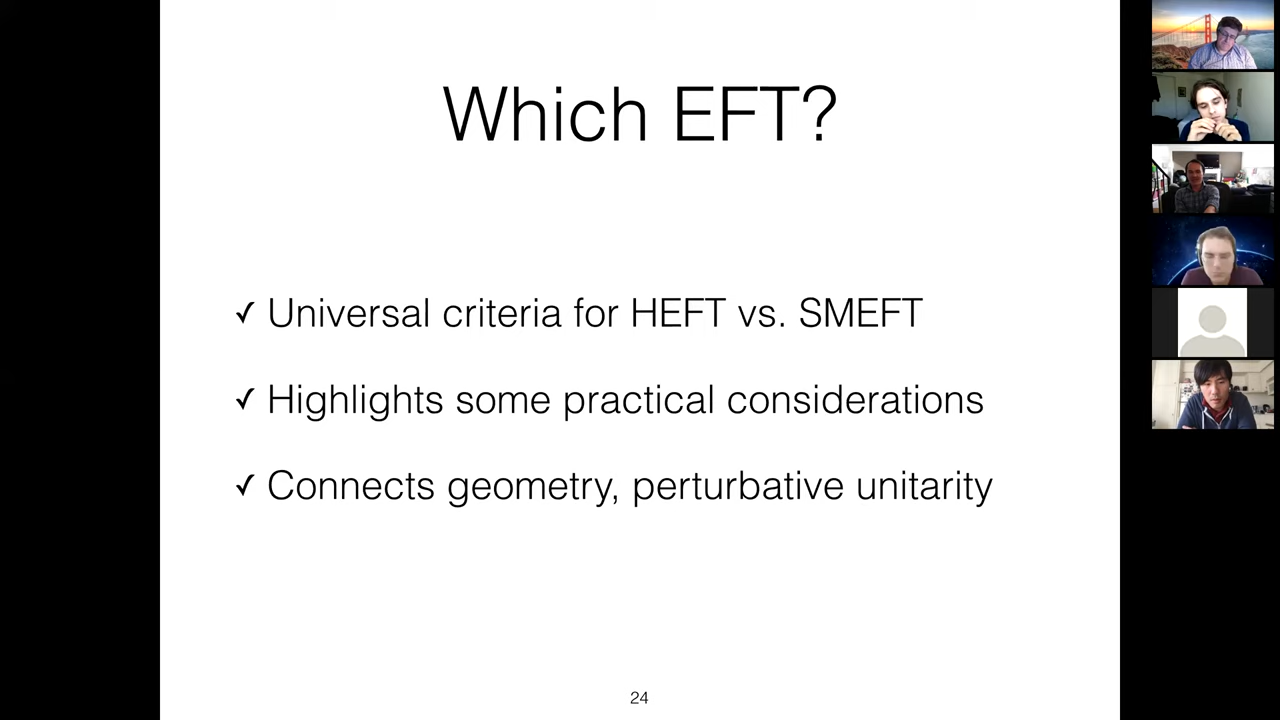 Which EFT?
✓ Universal criteria for HEFT vs. SMEFT
✓ Highlights some practical considerations
✓ Connects geometry, perturbative unitarity
24